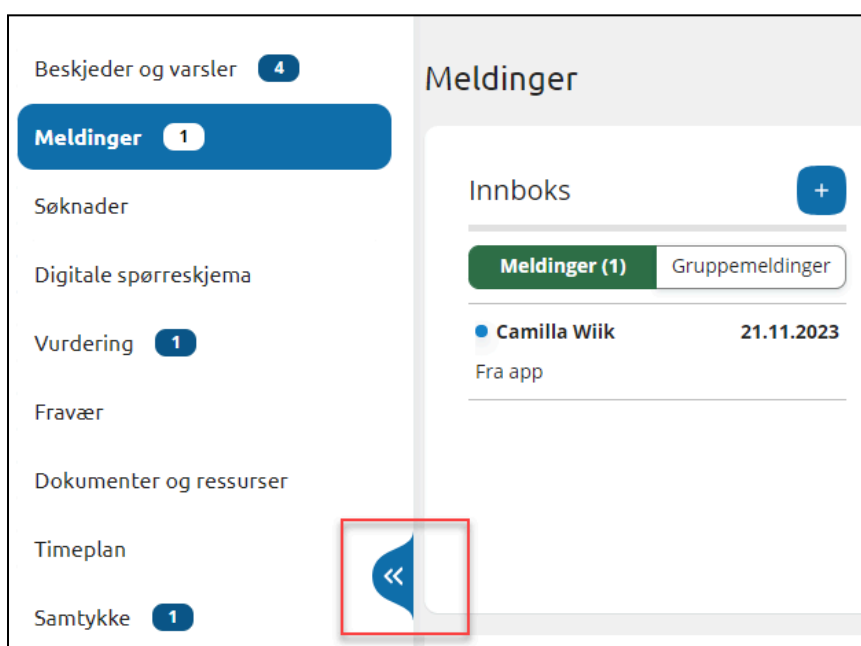 Beskjeder og varsler 4
Meldinger 1
Søknader
Digitale spørreskjema
Vurdering 1
Fravær
Dokumenter og ressurser
Timeplan
Samtykke 1
«
Meldinger
Innboks +
Meldinger (1) Gruppemeldinger
Camilla Wiik 21.11.2023
Fra app